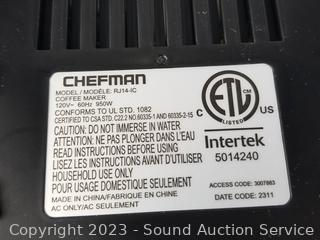 CHEFMAN
MODEL / MODÈLE: RJ14-IC
COFFEE MAKER
120V~ 60Hz 950W
CONFORMS TO UL STD. 1082
CERTIFIED TO CSA STD. C22.2 NO.60335-1 AND 60335-2-15
CAUTION: DO NOT IMMERSE IN WATER
ATTENTION: NE PAS PLONGER DANS L'EAU
READ INSTRUCTIONS BEFORE USING
LISEZ LES INSTRUCTIONS AVANT D'UTILISER
HOUSEHOLD USE ONLY
POUR USAGE DOMESTIQUE SEULEMENT
MADE IN CHINA/FABRIQUÉ EN CHINE
AC ONLY/AC SEULEMENT
C ETL CM US
LISTED
Intertek
5014240
ACCESS CODE: 3007883
DATE CODE: 2311
Copyright 2023 - Sound Auction Service